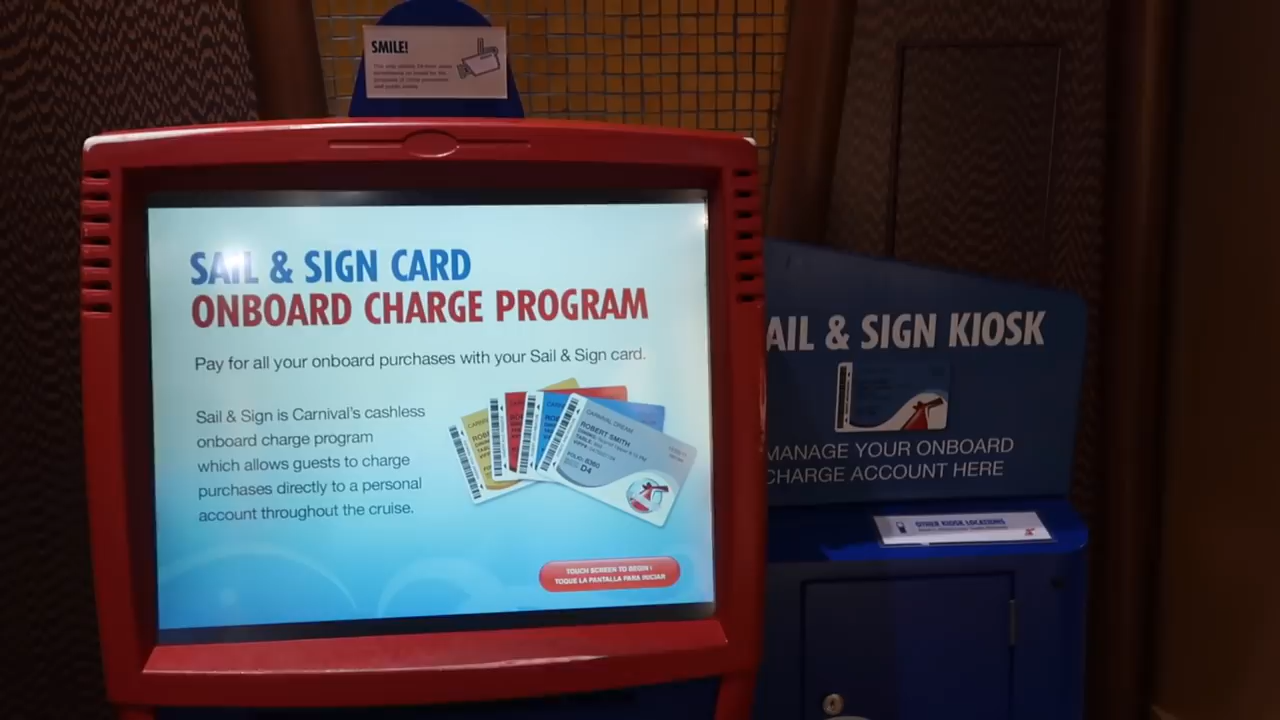 SMILE!
SAIL & SIGN CARD
ONBOARD CHARGE PROGRAM
Pay for all your onboard purchases with your Sail & Sign card.
Sail & Sign is Carnival's cashless
onboard charge program
which allows guests to charge
purchases directly to a personal
account throughout the cruise.
CARNIVAL DREAM
ROBERT SMITH
D4
TOUCH SCREEN TO BEGIN !
TOQUE LA PANTALLA PARA INICIAR
AIL & SIGN KIOSK
MANAGE YOUR ONBOARD
CHARGE ACCOUNT HERE
OTHER KIOSK LOCATIONS